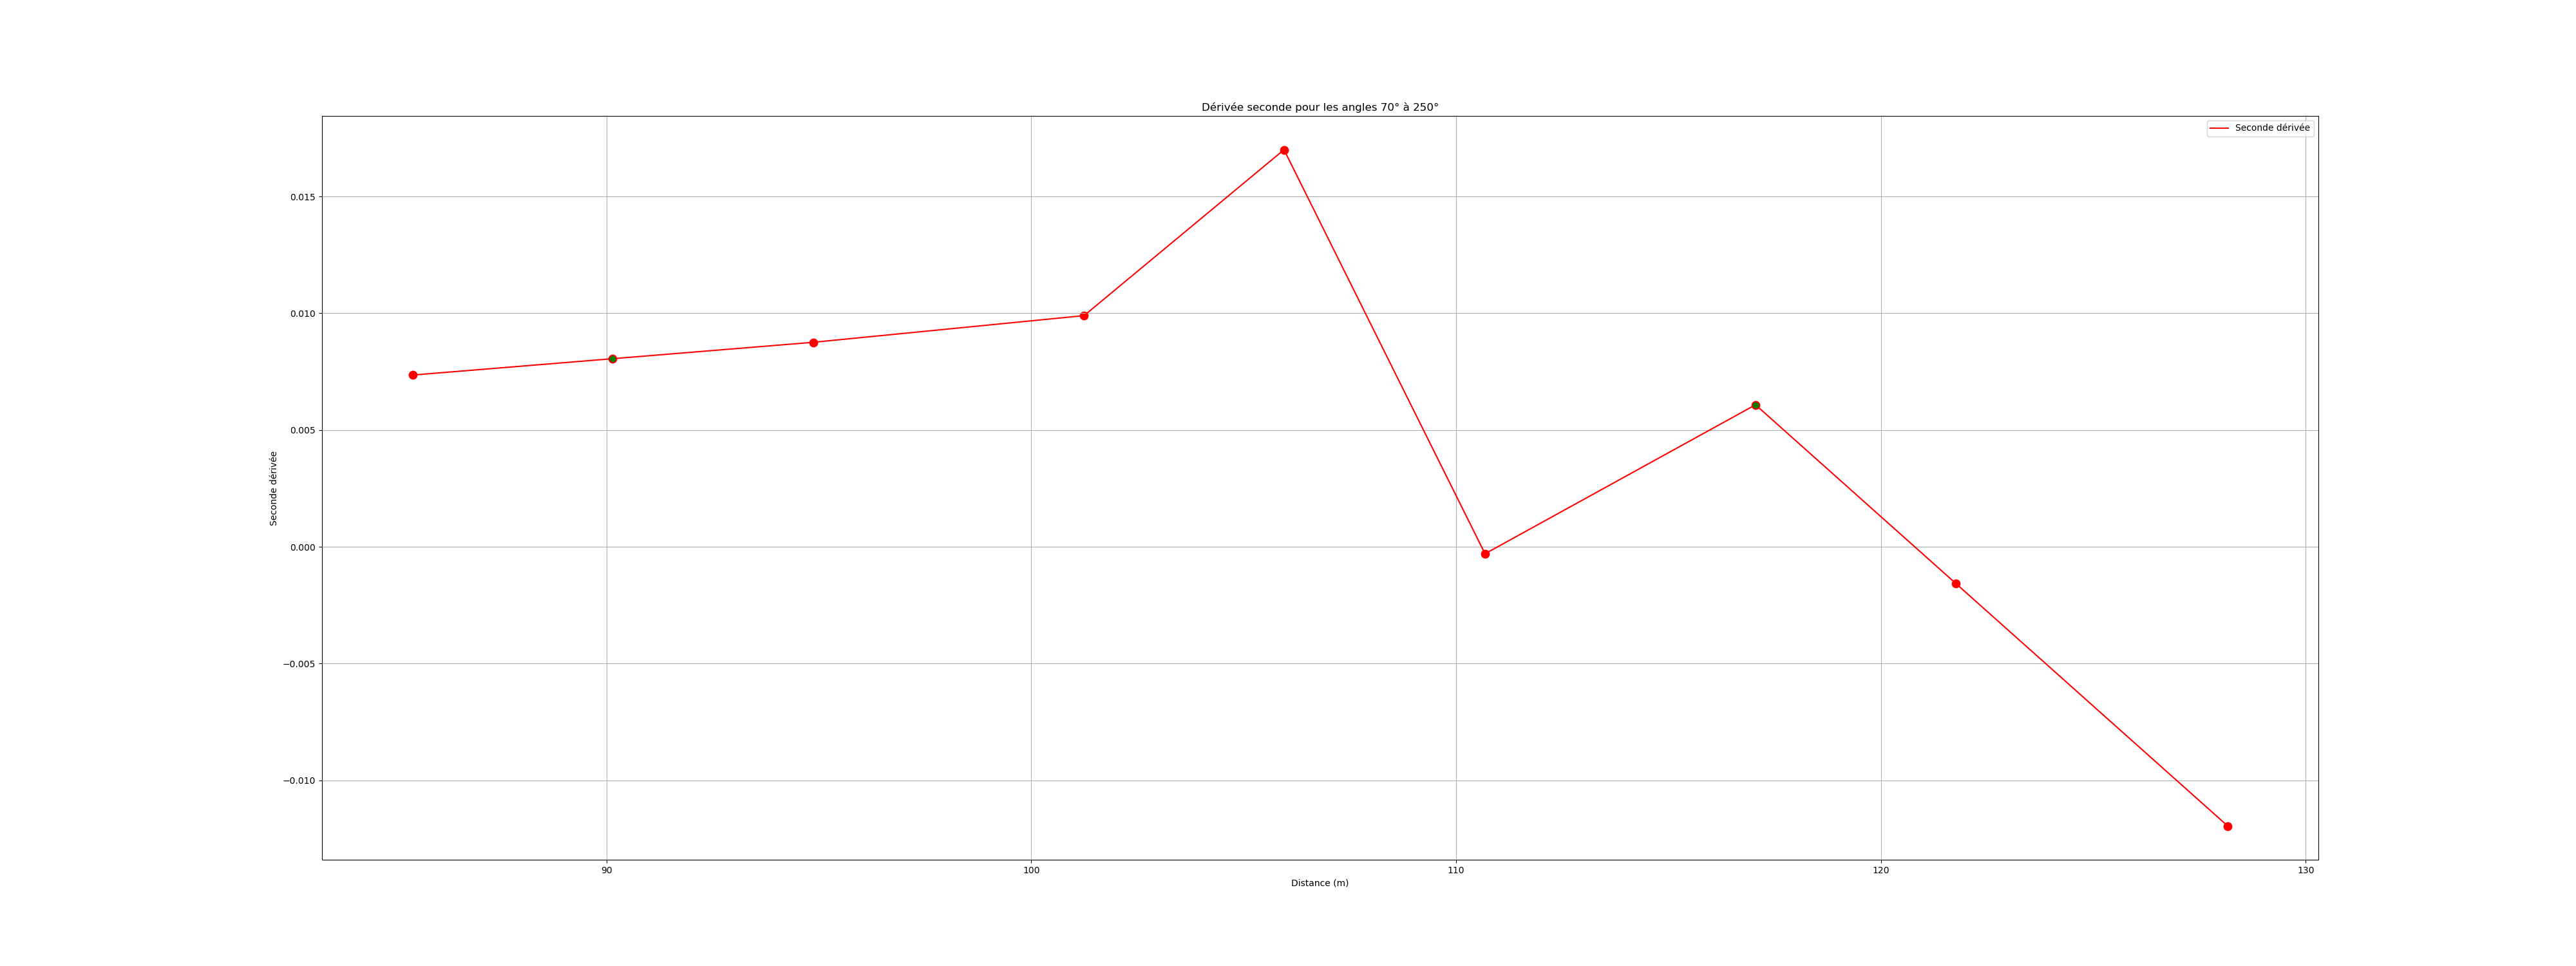 Dérivée seconde pour les angles 70° à 250°
Seconde dérivée
0.015
0.010
0.005
0.000
−0.005
−0.010
Seconde dérivée
90
100
110
120
130
Distance (m)